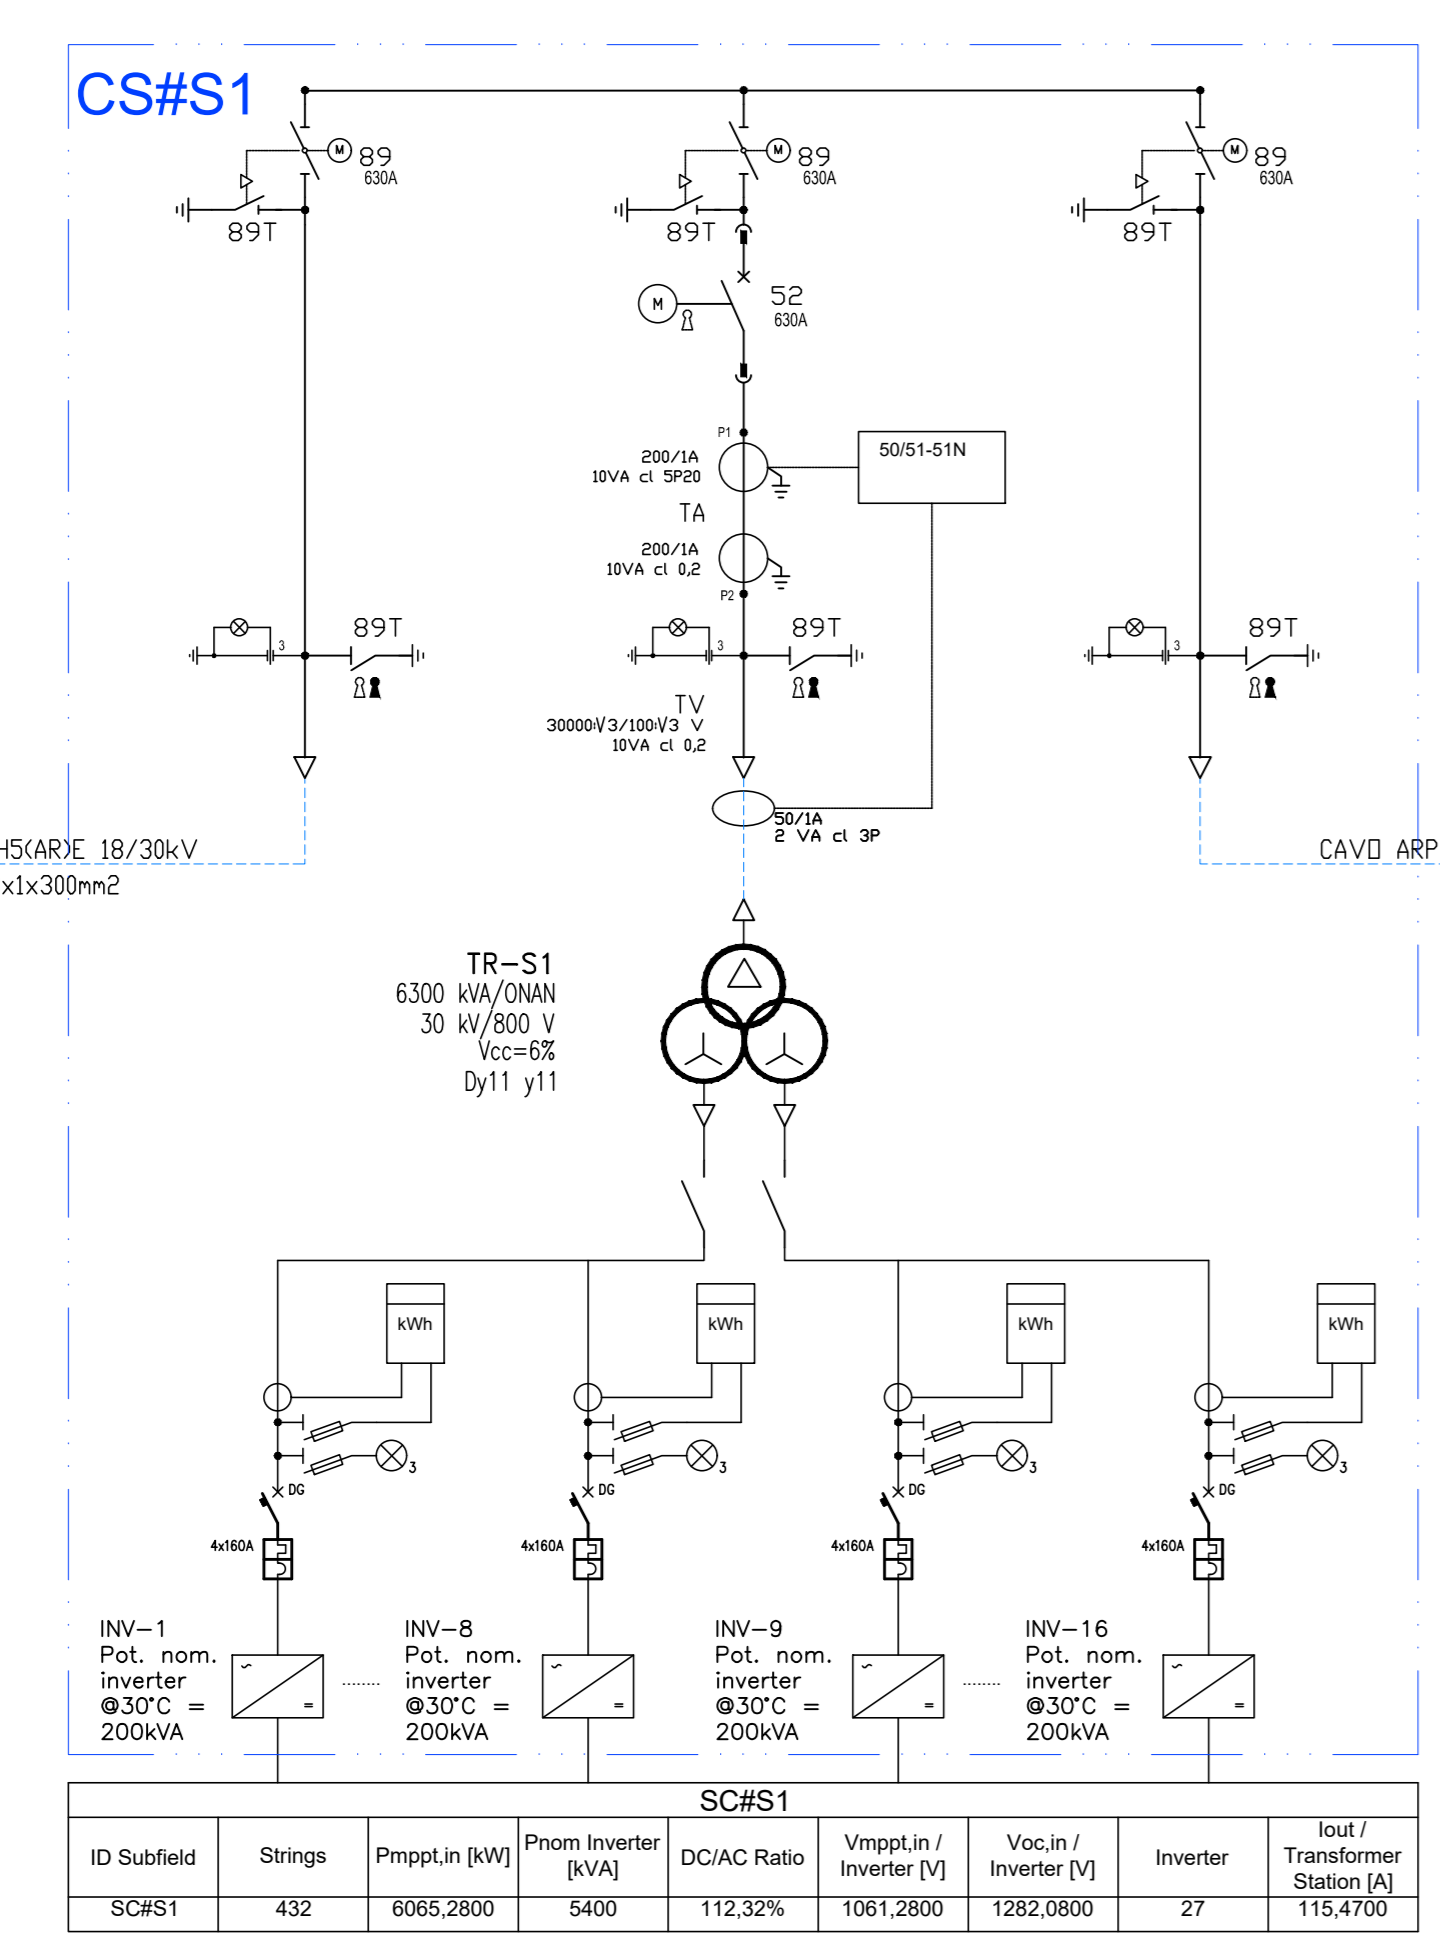 CS#S1
M 89
630A
89T
M 89
630A
89T
M 89
630A
89T
M 52
630A
P1
200/1A
10VA cl 5P20
50/51-51N
TA
200/1A
10VA cl 0,2
P2
3 89T
3 89T
3 89T
TV
30000:√3/100:√3 V
10VA cl 0,2
50/1A
2 VA cl 3P
H5(AR)E 18/30kV
x1x300mm2
CAVO ARP
TR-S1
6300 kVA/ONAN
30 kV/800 V
Vcc=6%
Dy11 y11
kWh kWh kWh kWh
3 3 3 3
DG DG DG DG
4x160A 4x160A 4x160A 4x160A
INV-1
Pot. nom.
inverter
@30°C =
200kVA
INV-8
Pot. nom.
inverter
@30°C =
200kVA
INV-9
Pot. nom.
inverter
@30°C =
200kVA
INV-16
Pot. nom.
inverter
@30°C =
200kVA
SC#S1
ID Subfield
Strings
Pmppt,in [kW]
Pnom Inverter
[kVA]
DC/AC Ratio
Vmppt,in /
Inverter [V]
Voc,in /
Inverter [V]
Inverter
Iout /
Transformer
Station [A]
SC#S1 432 6065,2800 5400 112,32% 1061,2800 1282,0800 27 115,4700